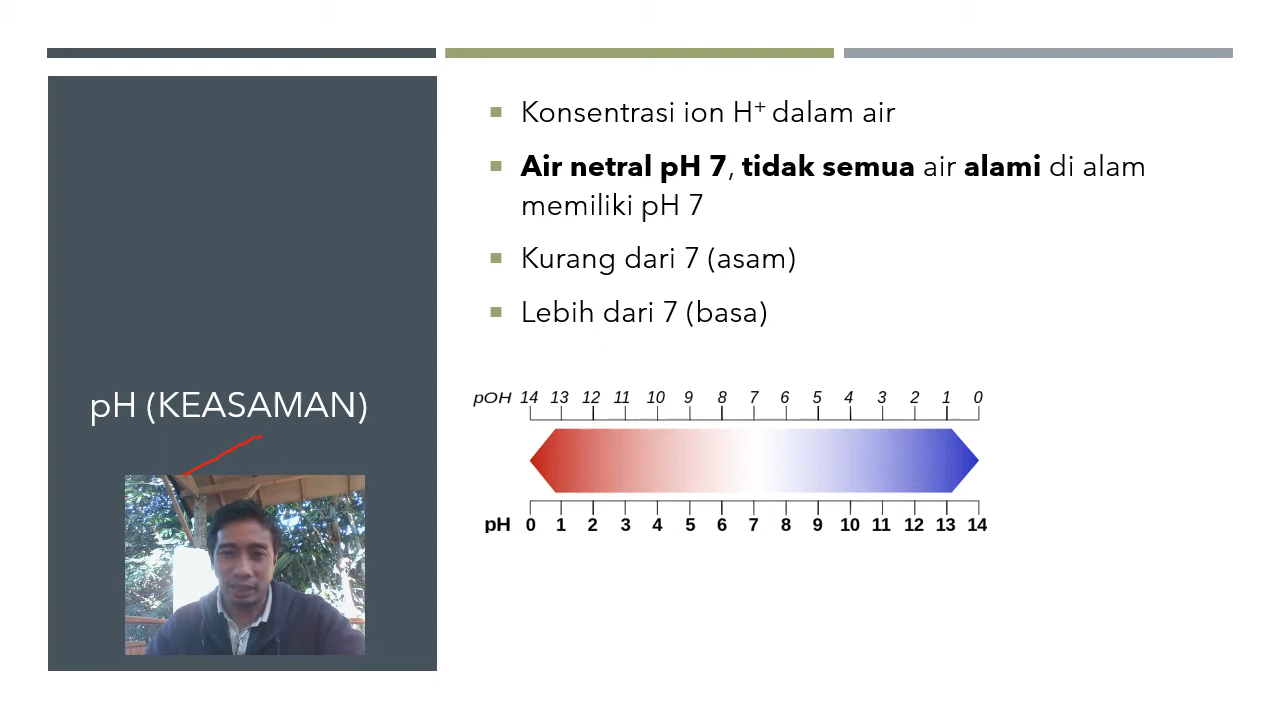 Konsentrasi ion H⁺ dalam air
Air netral pH 7, tidak semua air alami di alam
memiliki pH 7
Kurang dari 7 (asam)
Lebih dari 7 (basa)
pH (KEASAMAN)
pOH 14 13 12 11 10 9 8 7 6 5 4 3 2 1 0
pH 0 1 2 3 4 5 6 7 8 9 10 11 12 13 14